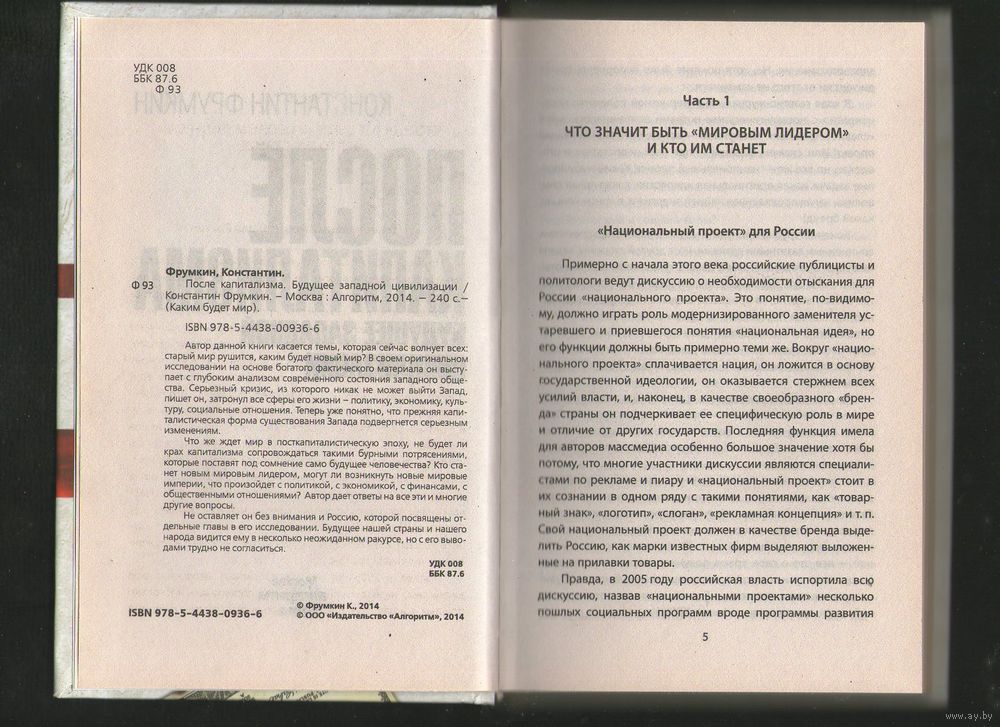 УДК 008
ББК 87.6
Ф 93
Фрумкин, Константин.
Ф 93 После капитализма. Будущее западной цивилизации /
Константин Фрумкин. – Москва : Алгоритм, 2014. – 240 с.–
(Каким будет мир).
ISBN 978-5-4438-00936-6
Автор данной книги касается темы, которая сейчас волнует всех:
старый мир рушится, каким будет новый мир? В своем оригинальном
исследовании на основе богатого фактического материала он высту-
пает с глубоким анализом современного состояния западного обще-
ства. Серьезный кризис, из которого никак не может выйти Запад,
пишет он, затронул все сферы его жизни – политику, экономику, куль-
туру, социальные отношения. Теперь уже понятно, что прежняя капи-
талистическая форма существования Запада подвергнется серьезным
изменениям.
Что же ждет мир в посткапиталистическую эпоху, не будет ли
крах капитализма сопровождаться такими бурными потрясениями,
которые поставят под сомнение само будущее человечества? Кто ста-
нет новым мировым лидером, могут ли возникнуть новые мировые
империи, что произойдет с политикой, с экономикой, с финансами, с
общественными отношениями? Автор дает ответы на все эти и многие
другие вопросы.
Не оставляет он без внимания и Россию, которой посвящены от-
дельные главы в его исследовании. Будущее нашей страны и нашего
народа видится ему в несколько неожиданном ракурсе, но с его выво-
дами трудно не согласиться.
УДК 008
ББК 87.6
ISBN 978-5-4438-0936-6
© Фрумкин К., 2014
© ООО «Издательство «Алгоритм», 2014
Часть 1
ЧТО ЗНАЧИТ БЫТЬ «МИРОВЫМ ЛИДЕРОМ»
И КТО ИМ СТАНЕТ
«Национальный проект» для России
Примерно с начала этого века российские публицисты и
политологи ведут дискуссию о необходимости отыскания для
России «национального проекта». Это понятие, по-видимо-
му, должно играть роль модернизированного заменителя ус-
таревшего и приевшегося понятия «национальная идея», но
его функции должны быть примерно теми же. Вокруг «нацио-
нального проекта» сплачивается нация, он ложится в основу
государственной идеологии, он оказывается стержнем всех
усилий власти, и, наконец, в качестве своеобразного «брен-
да» страны он подчеркивает ее специфическую роль в мире
и отличие от других государств. Последняя функция имела
для авторов массмедиа особенно большое значение хотя бы
потому, что многие участники дискуссии являются специали-
стами по рекламе и пиару и «национальный проект» стоит в
их сознании в одном ряду с такими понятиями, как «товар-
ный знак», «логотип», «слоган», «рекламная концепция» и т. п.
Свой национальный проект должен в качестве бренда выде-
лить Россию, как марки известных фирм выделяют выложен-
ные на прилавки товары.
Правда, в 2005 году российская власть испортила всю
дискуссию, назвав «национальными проектами» несколько
пошлых социальных программ вроде программы развития
5
www.ay.by